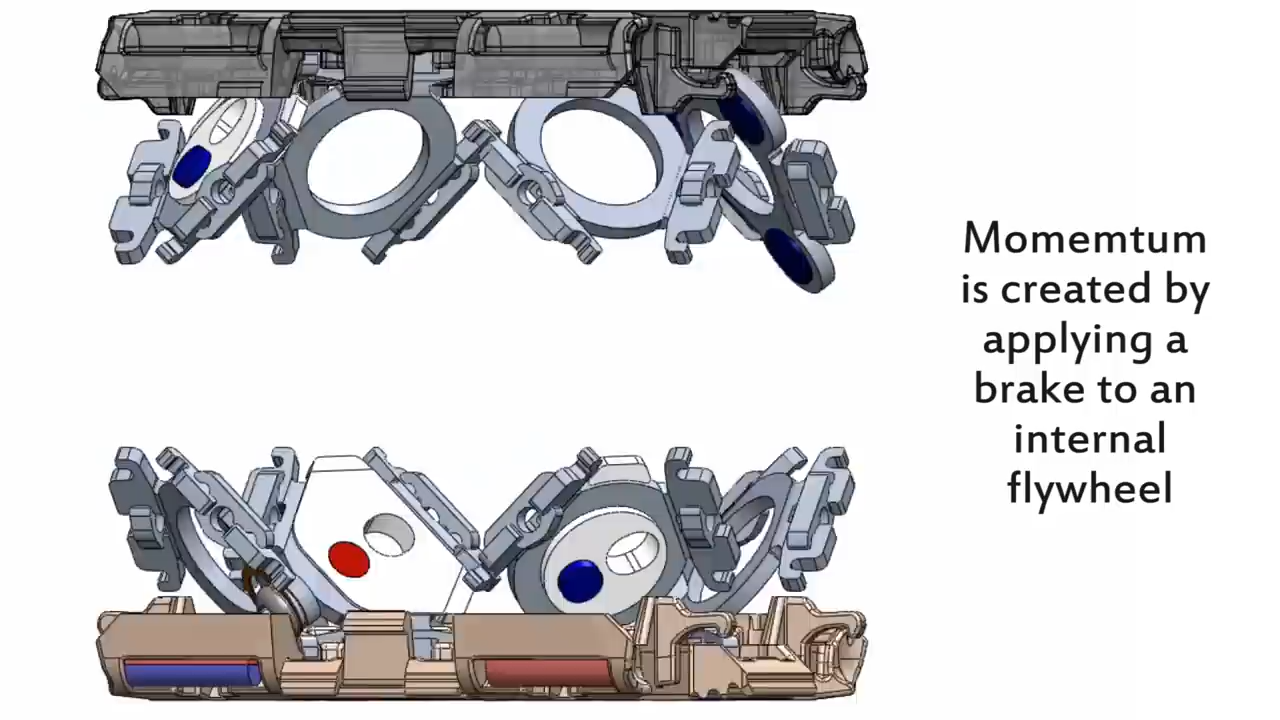 Momemtum
is created by
applying a
brake to an
internal
flywheel